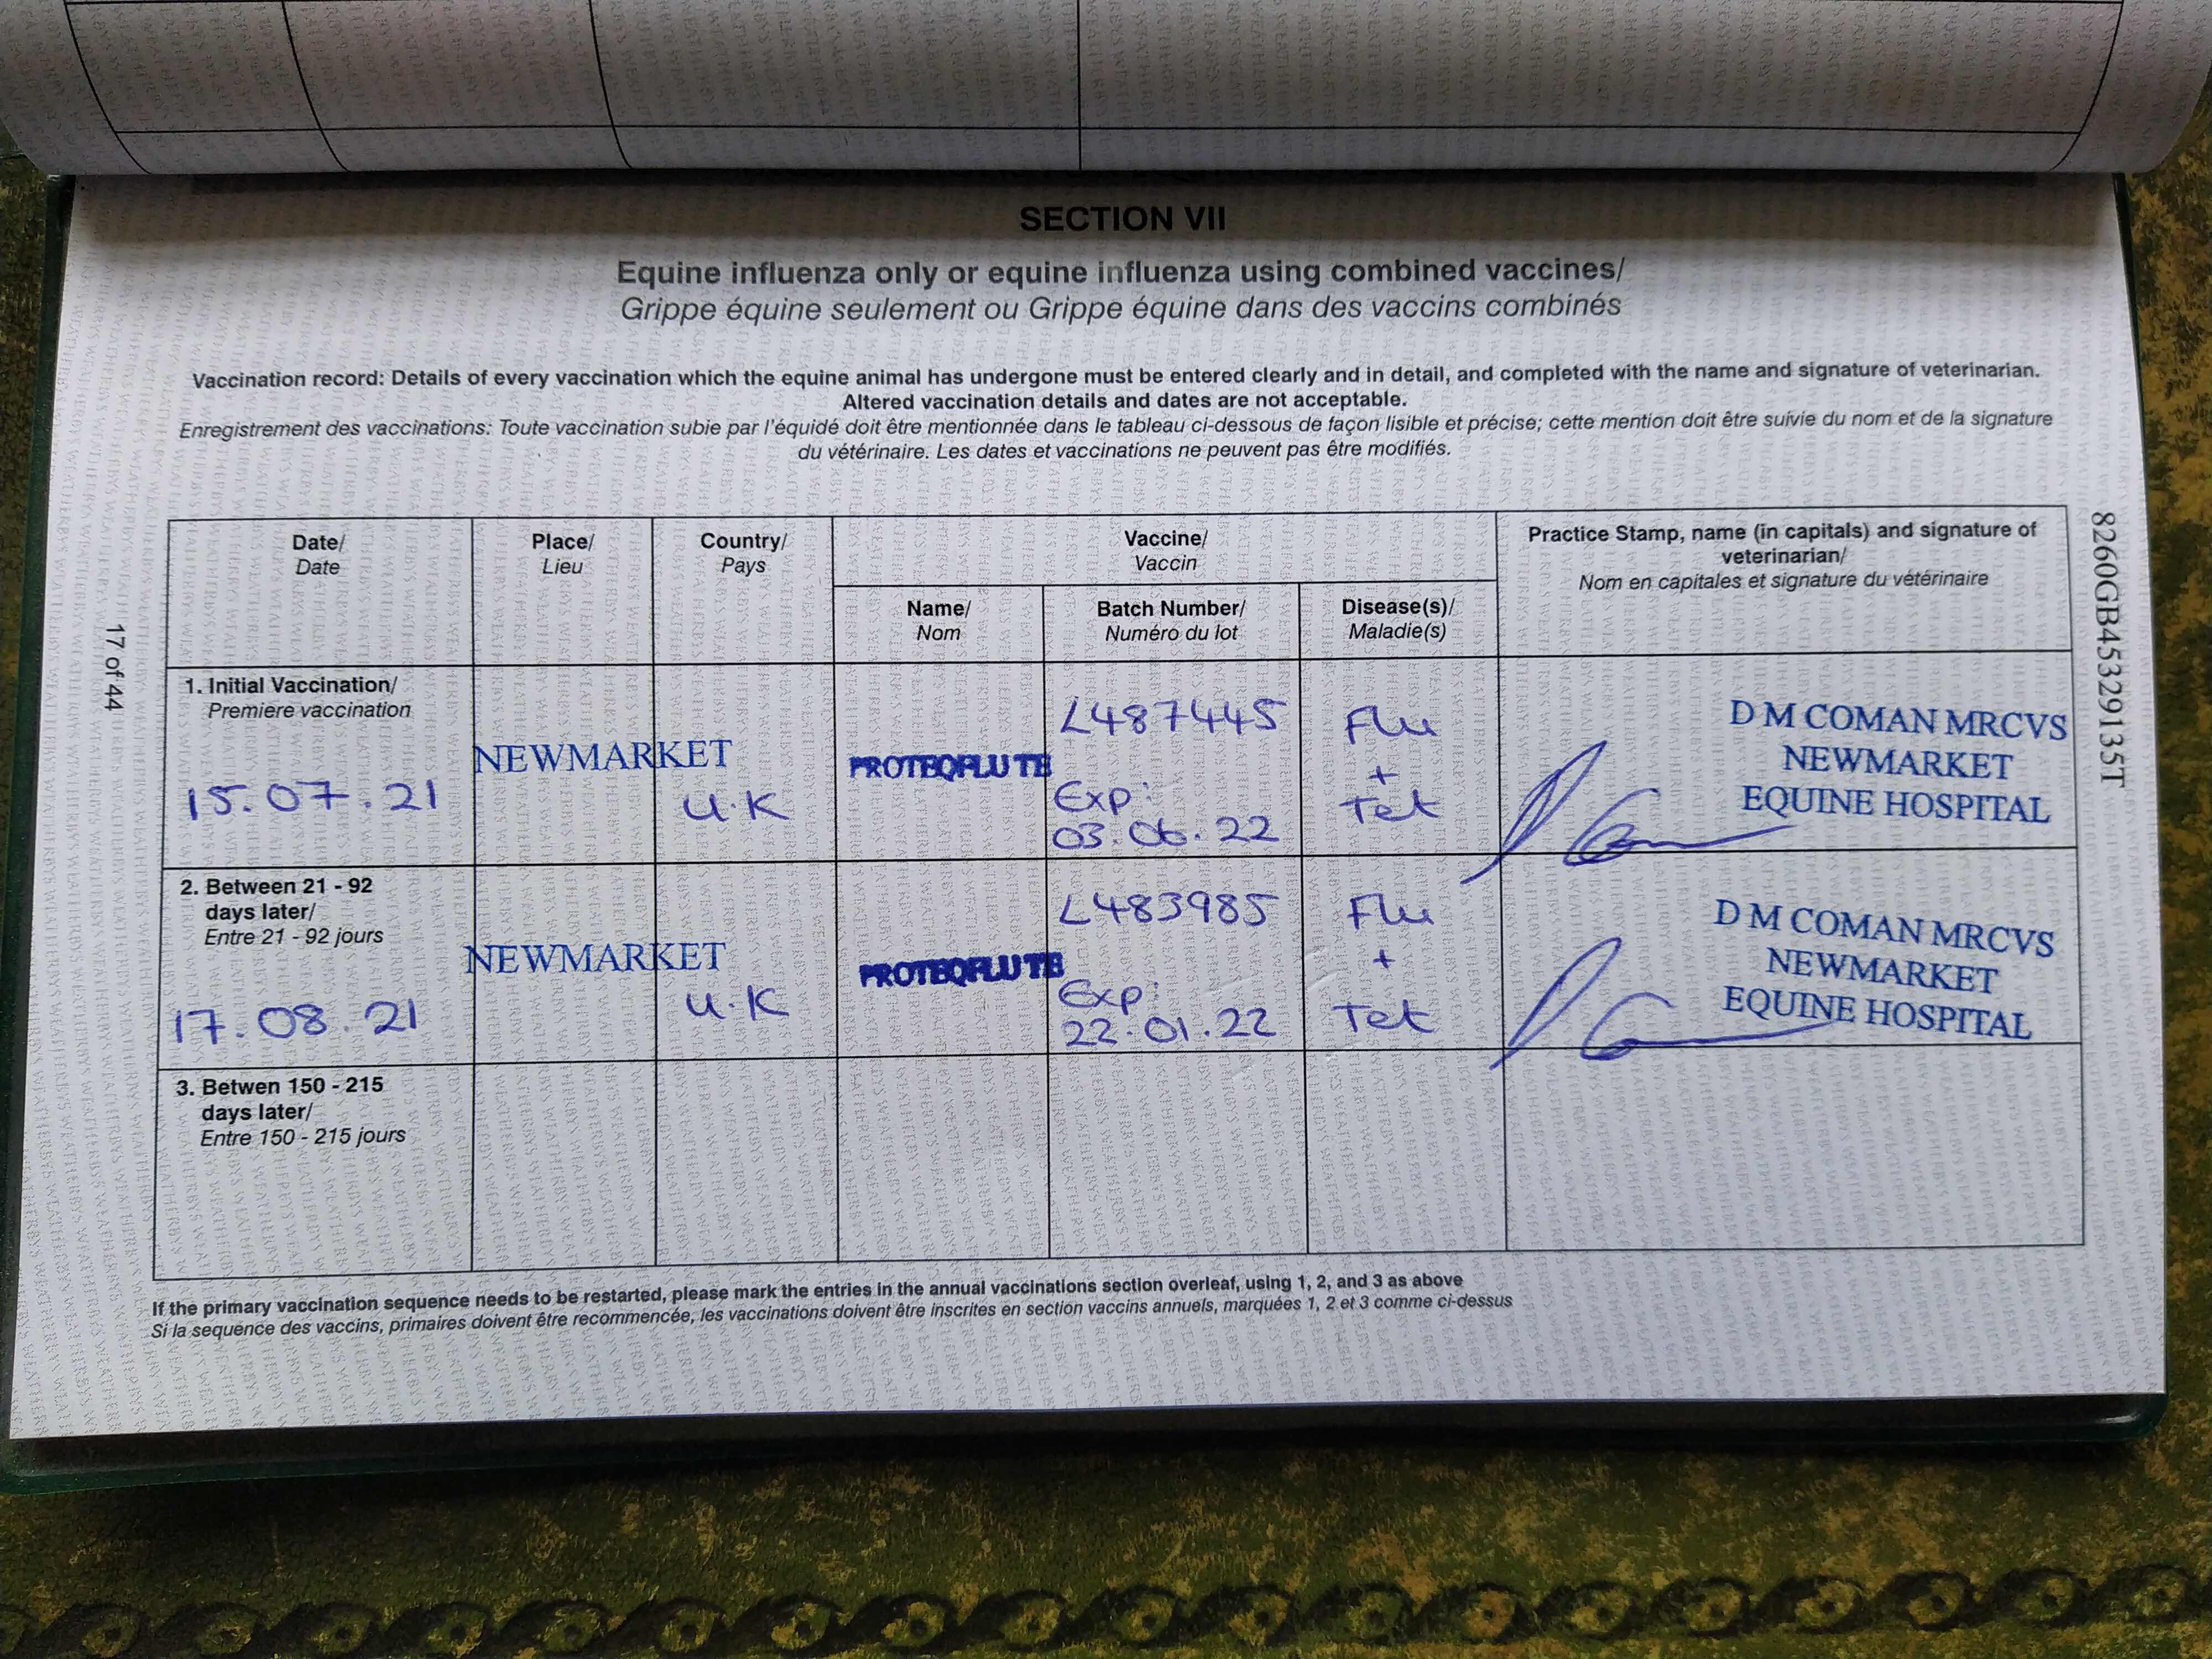 SECTION VII
Equine influenza only or equine influenza using combined vaccines/
Grippe équine seulement ou Grippe équine dans des vaccins combinés
Vaccination record: Details of every vaccination which the equine animal has undergone must be entered clearly and in detail, and completed with the name and signature of veterinarian.
Altered vaccination details and dates are not acceptable.
Enregistrement des vaccinations: Toute vaccination subie par l'équidé doit être mentionnée dans le tableau ci-dessous de façon lisible et précise; cette mention doit être suivie du nom et de la signature
du vétérinaire. Les dates et vaccinations ne peuvent pas être modifiés.
Date/
Date
Place/
Lieu
Country/
Pays
Vaccine/
Vaccin
Practice Stamp, name (in capitals) and signature of
veterinarian/
Nom en capitales et signature du vétérinaire
Name/
Nom
Batch Number/
Numéro du lot
Disease(s)/
Maladie(s)
1. Initial Vaccination/
Premiere vaccination
15.07.21
NEWMARKET
U.K
PROTEQFLU TE
L487445
Exp:
03.06.22
Flu
+
Tet
D M COMAN MRCVS
NEWMARKET
EQUINE HOSPITAL
2. Between 21 - 92
days later/
Entre 21 - 92 jours
17.08.21
NEWMARKET
U.K
PROTEQFLU TE
L483985
Exp:
22.01.22
Flu
+
Tet
D M COMAN MRCVS
NEWMARKET
EQUINE HOSPITAL
3. Betwen 150 - 215
days later/
Entre 150 - 215 jours
If the primary vaccination sequence needs to be restarted, please mark the entries in the annual vaccinations section overleaf, using 1, 2, and 3 as above
Si la sequence des vaccins, primaires doivent être recommencée, les vaccinations doivent être inscrites en section vaccins annuels, marquées 1, 2 et 3 comme ci-dessus
17 of 44
8260GB45329135T